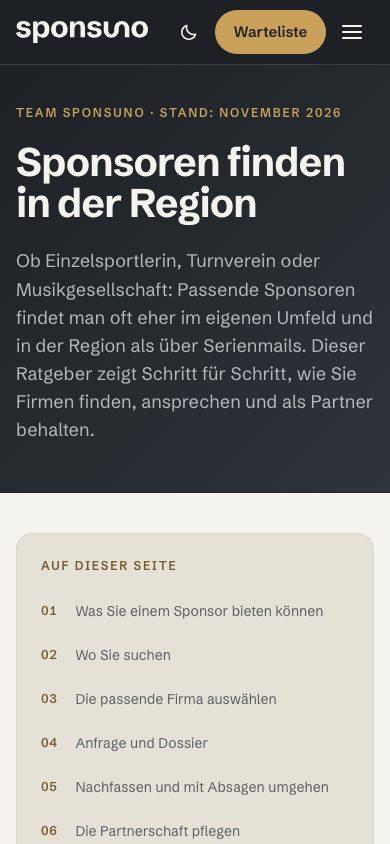 sponsuno
Warteliste
TEAM SPONSUNO · STAND: NOVEMBER 2026
Sponsoren finden
in der Region
Ob Einzelsportlerin, Turnverein oder
Musikgesellschaft: Passende Sponsoren
findet man oft eher im eigenen Umfeld und
in der Region als über Serienmails. Dieser
Ratgeber zeigt Schritt für Schritt, wie Sie
Firmen finden, ansprechen und als Partner
behalten.
AUF DIESER SEITE
01 Was Sie einem Sponsor bieten können
02 Wo Sie suchen
03 Die passende Firma auswählen
04 Anfrage und Dossier
05 Nachfassen und mit Absagen umgehen
06 Die Partnerschaft pflegen